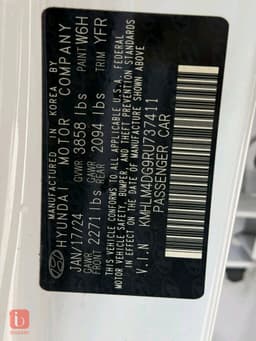 MANUFACTURED IN KOREA BY
HYUNDAI MOTOR COMPANY
JAN/17/24 GVWR 3858 lbs PAINT W6H
GAWR FRONT 2271 lbs GAWR REAR 2094 lbs TRIM YFR
THIS VEHICLE CONFORMS TO ALL APPLICABLE U.S.A. FEDERAL
MOTOR VEHICLE SAFETY, BUMPER, AND THEFT PREVENTION
STANDARDS IN EFFECT ON THE DATE OF MANUFACTURE SHOWN ABOVE.
V.I.N KMHLN4DG9RU737411
PASSENGER CAR